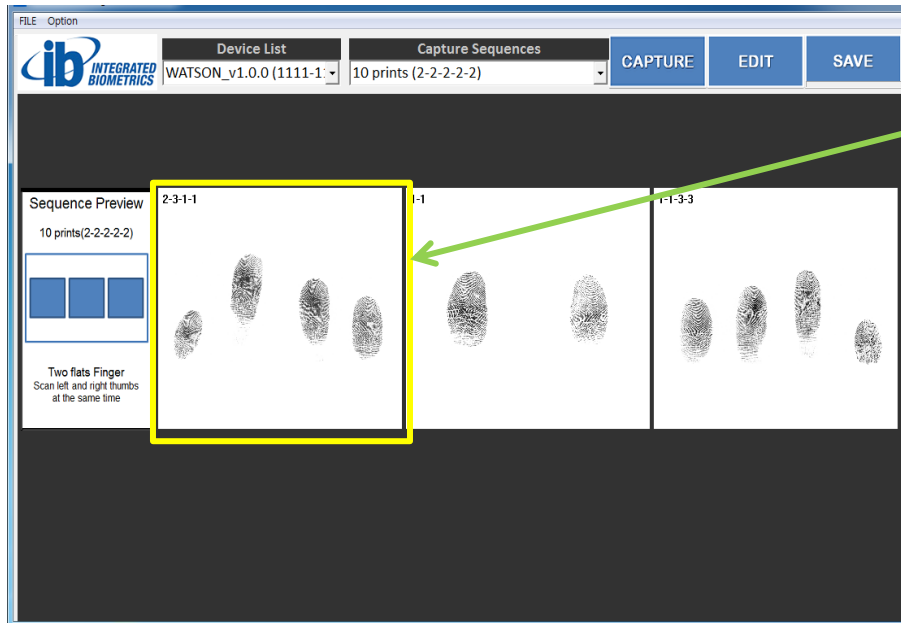 FILE Option
ib INTEGRATED
BIOMETRICS
Device List
WATSON_v1.0.0 (1111-1
Capture Sequences
10 prints (2-2-2-2-2)
CAPTURE
EDIT
SAVE
Sequence Preview
10 prints(2-2-2-2-2)
Two flats Finger
Scan left and right thumbs
at the same time
2-3-1-1
1-1
1-1-3-3